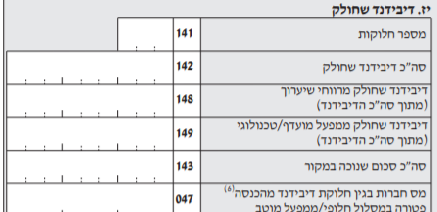 יז. דיבידנד שחולק
מספר חלוקות 141
סה"כ דיבידנד שחולק 142
דיבידנד שחולק מרווחי שיערוך
(מתוך סה"כ הדיבידנד) 148
דיבידנד שחולק ממפעל מועדף/טכנולוגי
(מתוך סה"כ הדיבידנד) 149
סה"כ סכום שנוכה במקור 143
מס חברות בגין חלוקת דיבידנד מהכנסה(6) 047
פטורה במסלול חלופי/ממפעל מוטב